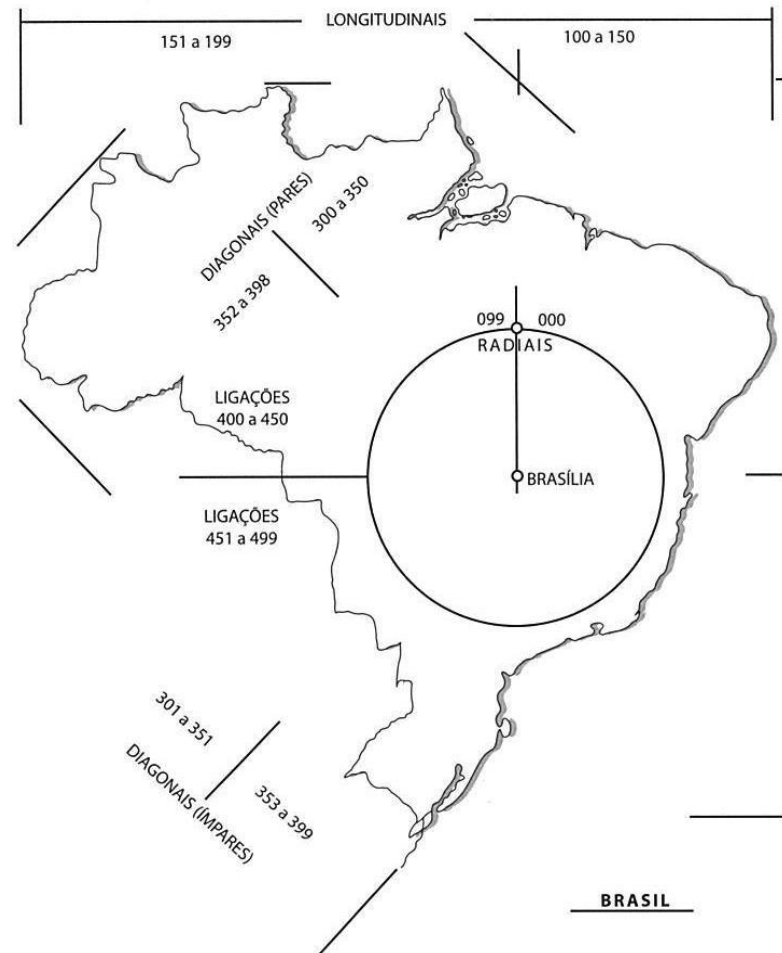 LONGITUDINAIS
151 a 199
100 a 150
DIAGONAIS (PARES)
300 a 350
352 a 398
099
000
RADIAIS
LIGAÇÕES
400 a 450
BRASÍLIA
LIGAÇÕES
451 a 499
301 a 351
DIAGONAIS (ÍMPARES)
353 a 399
BRASIL